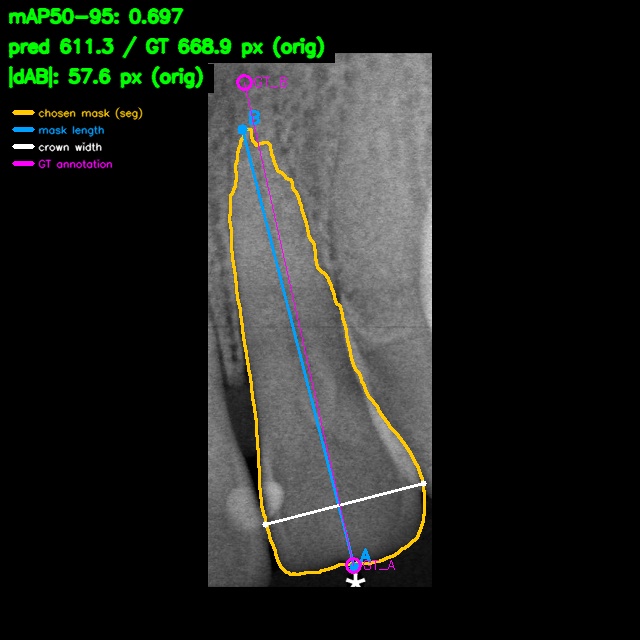 mAP50-95: 0.697
pred 611.3 / GT 668.9 px (orig)
|dAB|: 57.6 px (orig)
chosen mask (seg)
mask length
crown width
GT annotation
B
A
GT_A